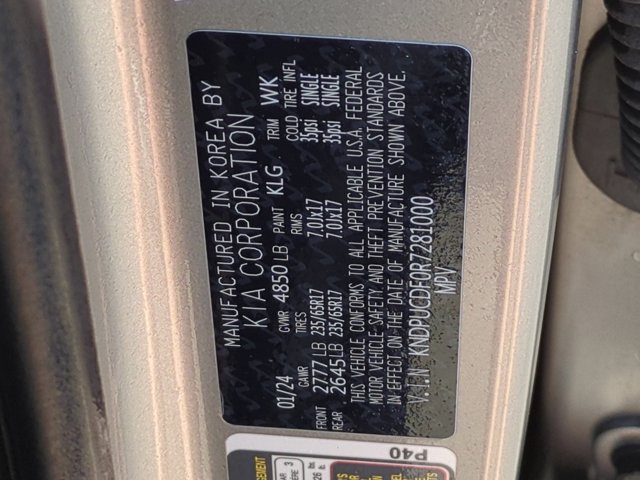 MANUFACTURED IN KOREA BY
KIA CORPORATION
01/24 GVWR 4850 LB PAINT KLG TRIM WK
GAWR TIRES RIMS COLD TIRE INFL
FRONT 2777 LB 235/65R17 7.0Jx17 35psi SINGLE
REAR 2645 LB 235/65R17 7.0Jx17 35psi SINGLE
THIS VEHICLE CONFORMS TO ALL APPLICABLE U.S.A. FEDERAL
MOTOR VEHICLE SAFETY AND THEFT PREVENTION STANDARDS
IN EFFECT ON THE DATE OF MANUFACTURE SHOWN ABOVE.
V.I.N KNDPUCDF0R7281000
MPV
P40